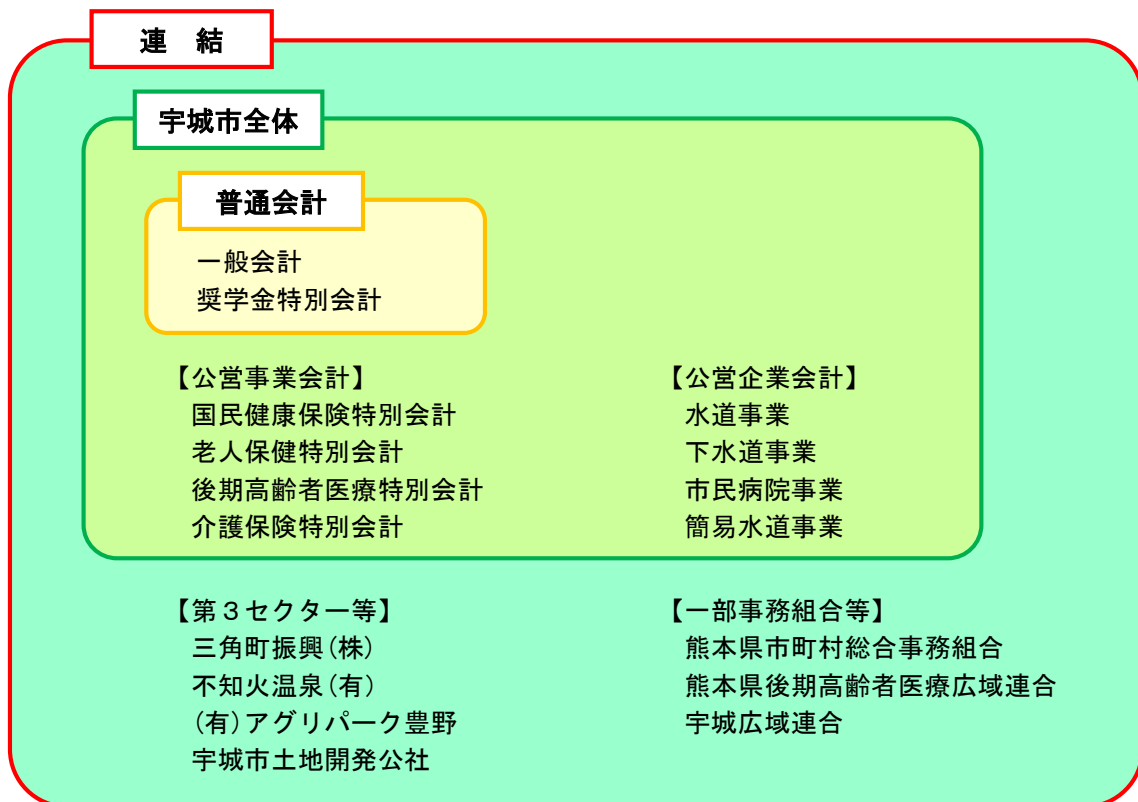 連　結
宇城市全体
普通会計
一般会計
奨学金特別会計
【公営事業会計】
国民健康保険特別会計
老人保健特別会計
後期高齢者医療特別会計
介護保険特別会計
【公営企業会計】
水道事業
下水道事業
市民病院事業
簡易水道事業
【第３セクター等】
三角町振興(株)
不知火温泉(有)
(有)アグリパーク豊野
宇城市土地開発公社
【一部事務組合等】
熊本県市町村総合事務組合
熊本県後期高齢者医療広域連合
宇城広域連合